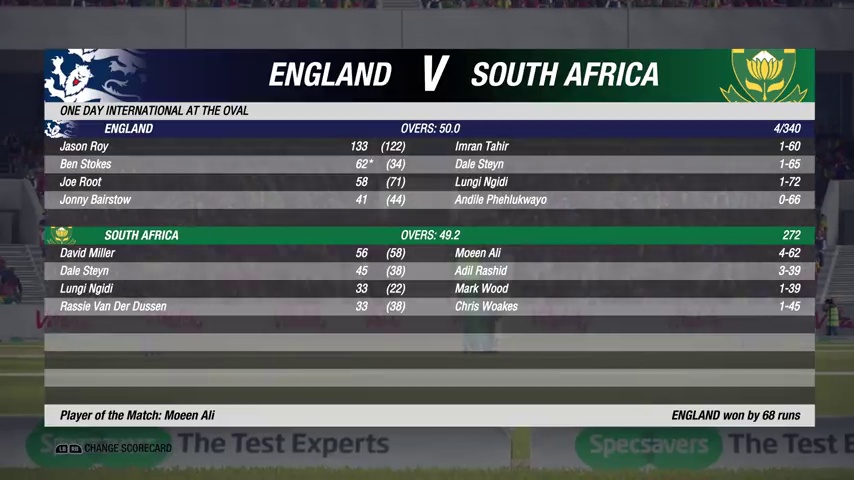 ENGLAND V SOUTH AFRICA
ONE DAY INTERNATIONAL AT THE OVAL
ENGLAND OVERS: 50.0 4/340
Jason Roy 133 (122) Imran Tahir 1-60
Ben Stokes 62* (34) Dale Steyn 1-65
Joe Root 58 (71) Lungi Ngidi 1-72
Jonny Bairstow 41 (44) Andile Phehlukwayo 0-66
SOUTH AFRICA OVERS: 49.2 272
David Miller 56 (58) Moeen Ali 4-62
Dale Steyn 45 (38) Adil Rashid 3-39
Lungi Ngidi 33 (22) Mark Wood 1-39
Rassie Van Der Dussen 33 (38) Chris Woakes 1-45
Player of the Match: Moeen Ali ENGLAND won by 68 runs
The Test Experts Specsavers The Test E
CHANGE SCORECARD